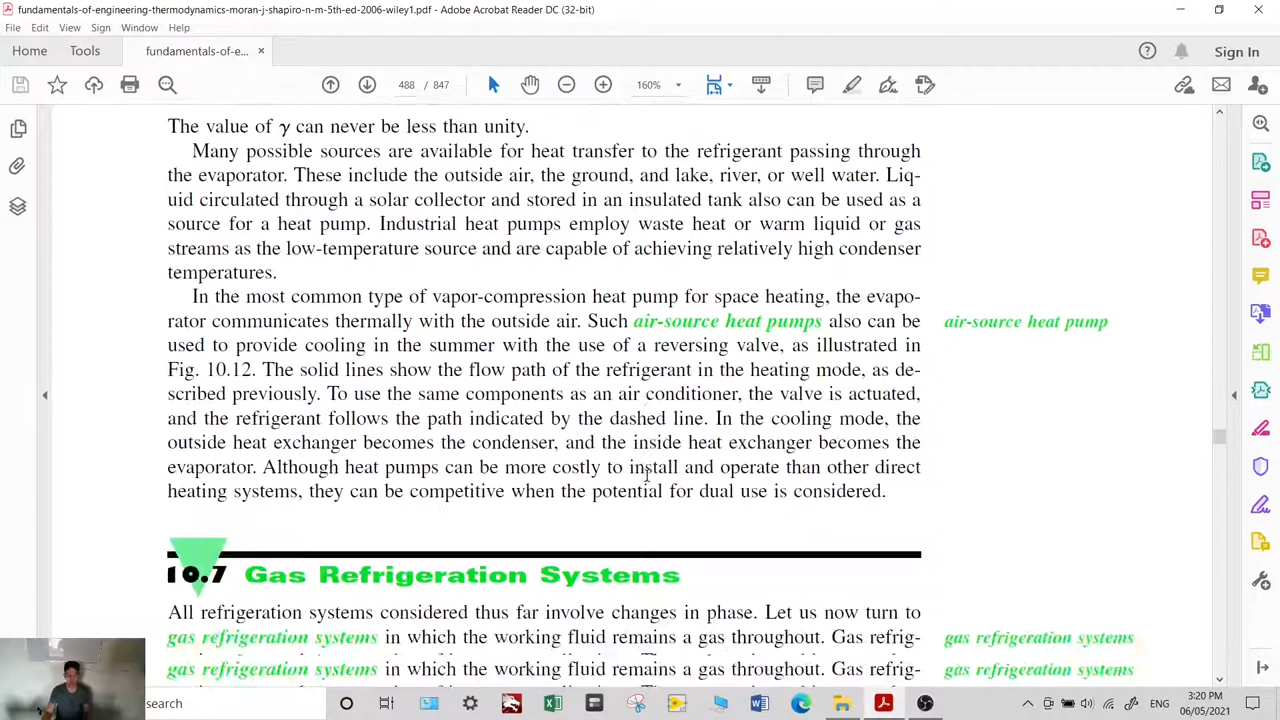 fundamentals-of-engineering-thermodynamics-moran-j-shapiro-n-m-5th-ed-2006-wiley1.pdf - Adobe Acrobat Reader DC (32-bit)
File Edit View Sign Window Help
Home Tools fundamentals-of-e... × Sign In
488 / 847 160%
The value of γ can never be less than unity.
Many possible sources are available for heat transfer to the refrigerant passing through
the evaporator. These include the outside air, the ground, and lake, river, or well water. Liq-
uid circulated through a solar collector and stored in an insulated tank also can be used as a
source for a heat pump. Industrial heat pumps employ waste heat or warm liquid or gas
streams as the low-temperature source and are capable of achieving relatively high condenser
temperatures.
In the most common type of vapor-compression heat pump for space heating, the evapo-
rator communicates thermally with the outside air. Such air-source heat pumps also can be air-source heat pump
used to provide cooling in the summer with the use of a reversing valve, as illustrated in
Fig. 10.12. The solid lines show the flow path of the refrigerant in the heating mode, as de-
scribed previously. To use the same components as an air conditioner, the valve is actuated,
and the refrigerant follows the path indicated by the dashed line. In the cooling mode, the
outside heat exchanger becomes the condenser, and the inside heat exchanger becomes the
evaporator. Although heat pumps can be more costly to install and operate than other direct
heating systems, they can be competitive when the potential for dual use is considered.
10.7 Gas Refrigeration Systems
All refrigeration systems considered thus far involve changes in phase. Let us now turn to
gas refrigeration systems in which the working fluid remains a gas throughout. Gas refrig- gas refrigeration systems
gas refrigeration systems in which the working fluid remains a gas throughout. Gas refrig- gas refrigeration systems
search
ENG
3:20 PM
06/05/2021